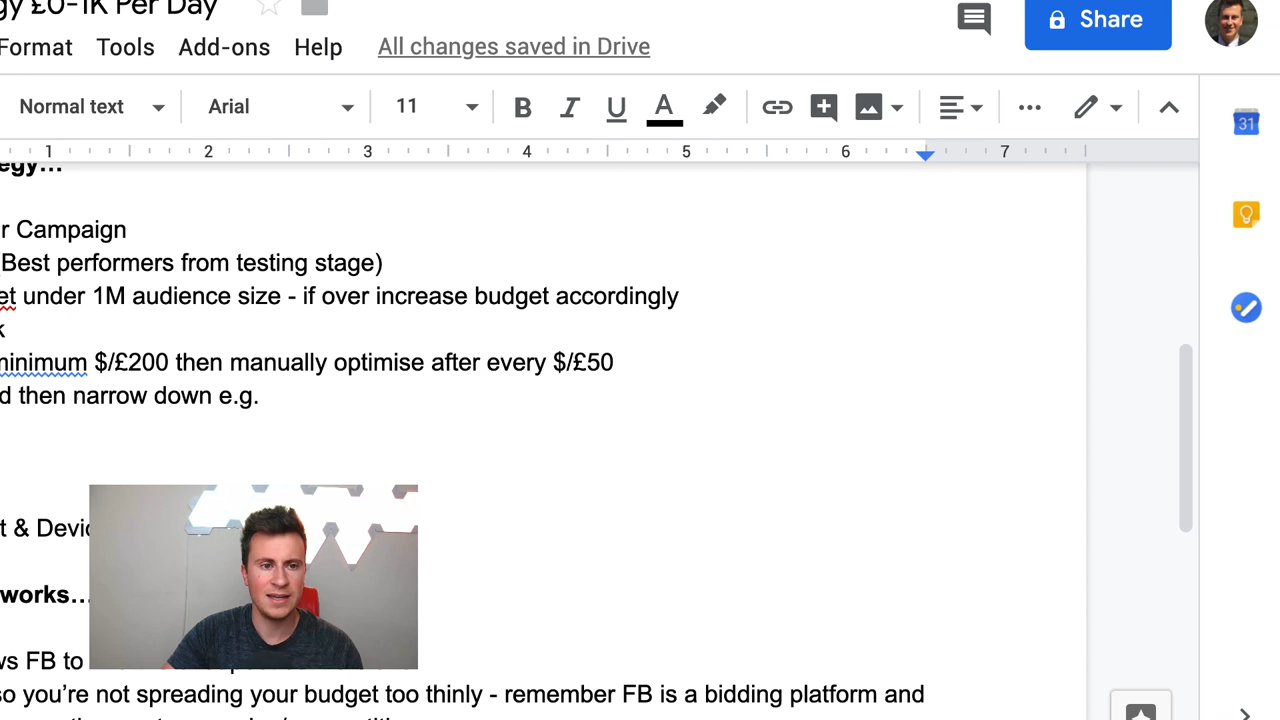 gy £0-1K Per Day
Share
Format Tools Add-ons Help All changes saved in Drive
Normal text Arial 11 B I U A
31
1 2 3 4 5 6 7
egy...
r Campaign
(Best performers from testing stage)
et under 1M audience size - if over increase budget accordingly
k
minimum $/£200 then manually optimise after every $/£50
d then narrow down e.g.
t & Devic
works...
ws FB to
so you're not spreading your budget too thinly - remember FB is a bidding platform and